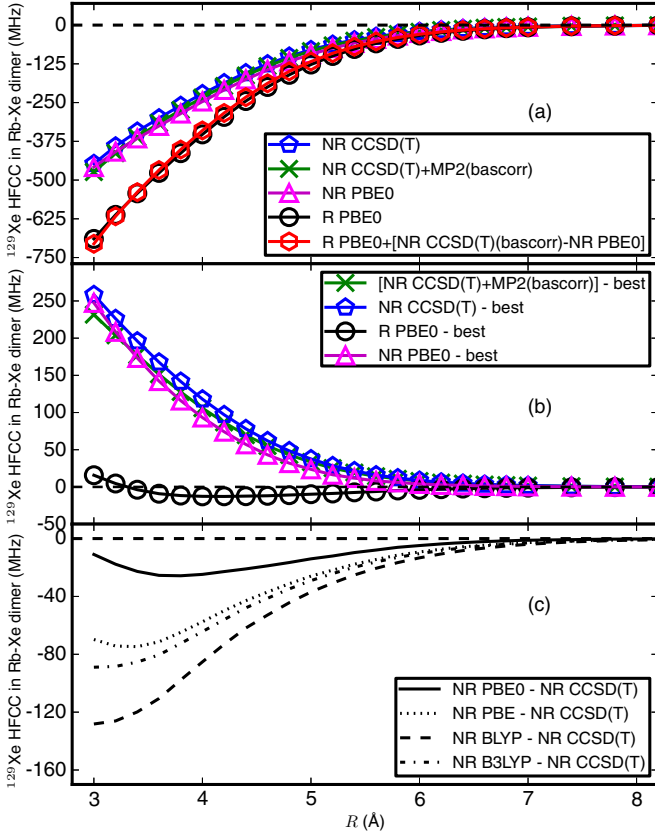 ¹²⁹Xe HFCC in Rb-Xe dimer (MHz)
0
-125
-250
-375
-500
-625
-750
(a)
NR CCSD(T)
NR CCSD(T)+MP2(bascorr)
NR PBE0
R PBE0
R PBE0+[NR CCSD(T)(bascorr)-NR PBE0]
¹²⁹Xe HFCC in Rb-Xe dimer (MHz)
250
200
150
100
50
0
-50
[NR CCSD(T)+MP2(bascorr)] - best
NR CCSD(T) - best
R PBE0 - best
NR PBE0 - best
(b)
¹²⁹Xe HFCC in Rb-Xe dimer (MHz)
0
-40
-80
-120
-170
(c)
NR PBE0 - NR CCSD(T)
NR PBE - NR CCSD(T)
NR BLYP - NR CCSD(T)
NR B3LYP - NR CCSD(T)
3 4 5 6 7 8
R (Å)